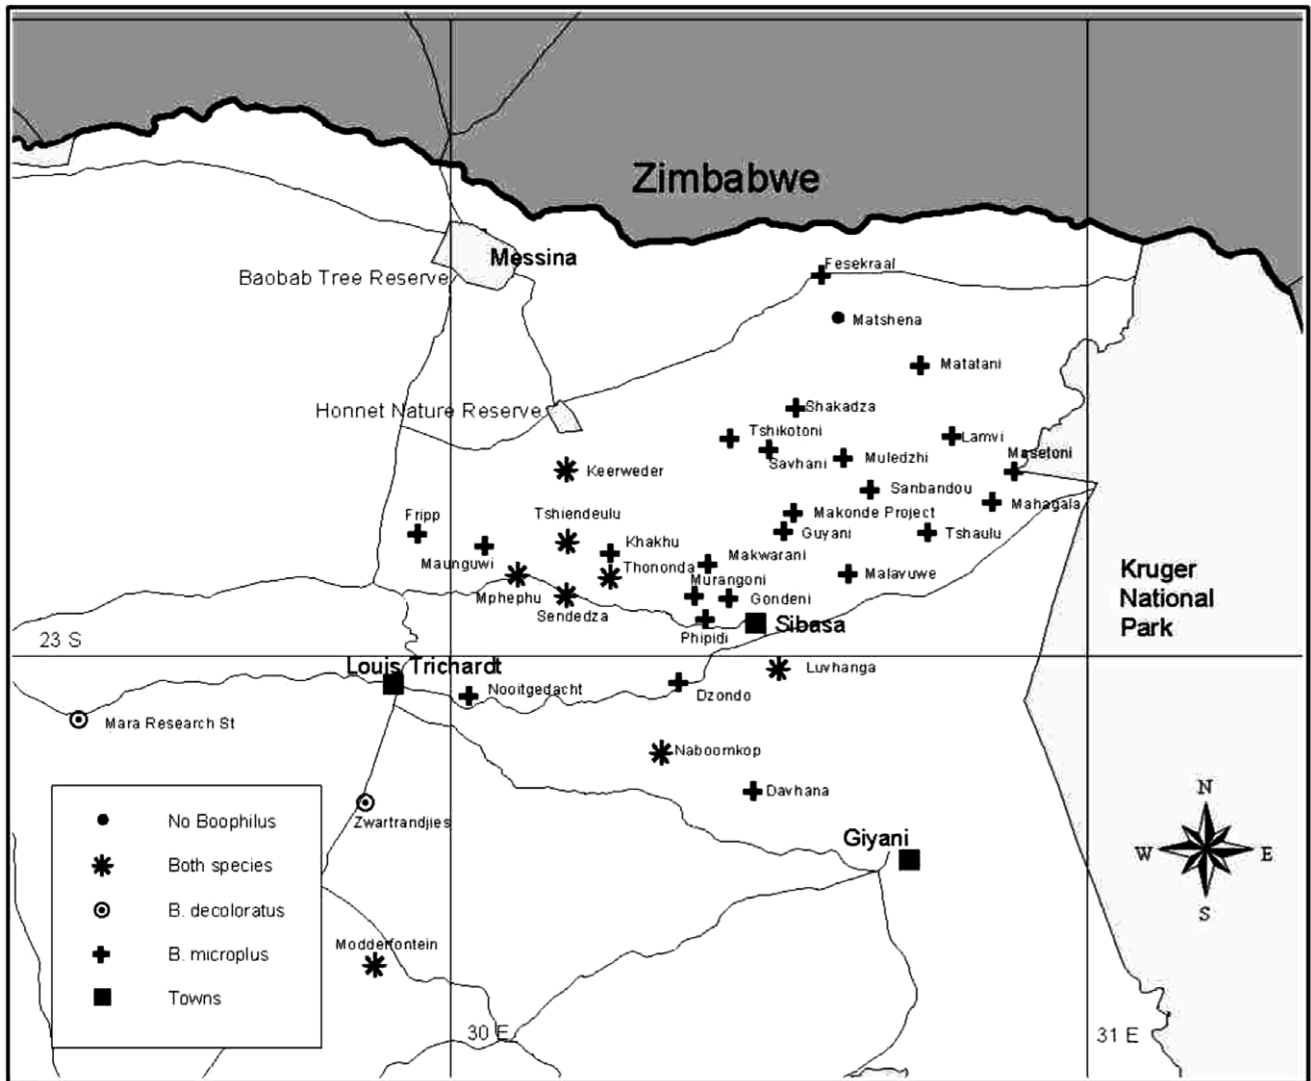 Zimbabwe
Messina
Baobab Tree Reserve
Fesekraal
Matshena
Matatani
Honnet Nature Reserve
Shakadza
Tshikotoni
Lamvi
Savhani
Muledzhi
Masetoni
Keerweder
Sanbandou
Mahagala
Fripp
Tshiendeulu
Makonde Project
Guyani
Tshaulu
Khakhu
Maunguwi
Makwarani
Thononda
Malavuwe
Murangoni
Mphephu
Gondeni
Sendedza
Kruger
National
Park
Phipidi
Sibasa
23 S
Louis Trichardt
Luvhanga
Nooitgedacht
Dzondo
Mara Research St
Naboomkop
Davhana
Zwartrandjies
Giyani
N
W
E
S
No Boophilus
Both species
B. decoloratus
B. microplus
Towns
Modderfontein
30 E
31 E